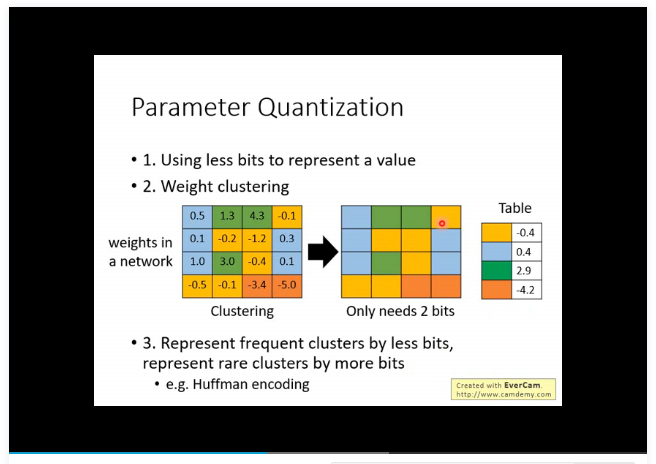 Parameter Quantization
• 1. Using less bits to represent a value
• 2. Weight clustering
weights in
a network
0.5 1.3 4.3 -0.1
0.1 -0.2 -1.2 0.3
1.0 3.0 -0.4 0.1
-0.5 -0.1 -3.4 -5.0
Clustering
Only needs 2 bits
Table
-0.4
0.4
2.9
-4.2
• 3. Represent frequent clusters by less bits,
represent rare clusters by more bits
• e.g. Huffman encoding
Created with EverCam.
http://www.camdemy.com